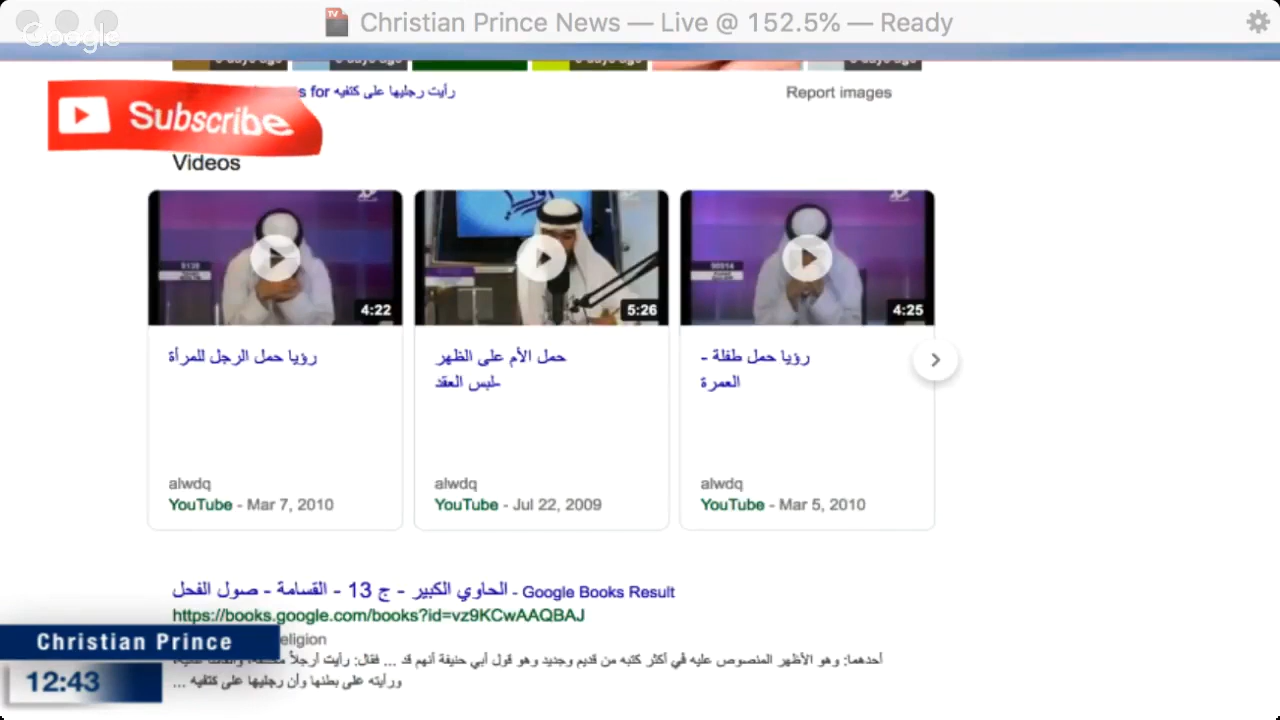 Christian Prince News — Live @ 152.5% — Ready
Google
s for رأيت رجليها على كتفيه
Report images
Subscribe
Videos
4:22
5:26
4:25
رؤيا حمل الرجل للمرأة
حمل الأم على الظهر
-لبس العقد
رؤيا حمل طفلة -
العمرة
alwdq
YouTube - Mar 7, 2010
alwdq
YouTube - Jul 22, 2009
alwdq
YouTube - Mar 5, 2010
الحاوي الكبير - ج 13 - القسامة - صول الفحل - Google Books Result
https://books.google.com/books?id=vz9KCwAAQBAJ
eligion
أحدهما: وهو الأظهر المنصوص عليه في أكثر كتبه من قديم وجديد وهو قول أبي حنيفة أنهم قد ... فقال: رأيت أرجلاً
ورأيته على بطنها وأن رجليها على كتفيه ...
Christian Prince
12:43